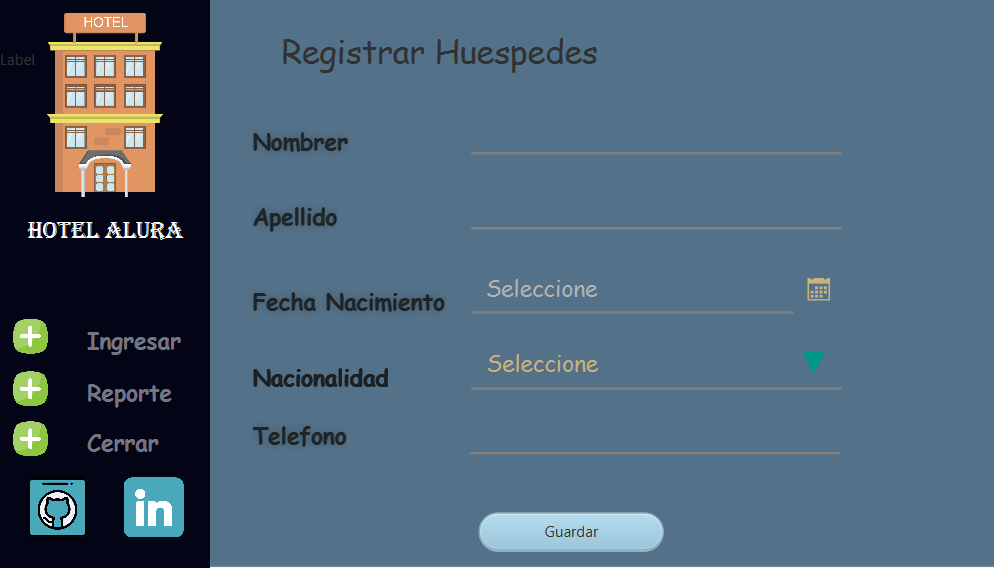 HOTEL
Label
HOTEL ALURA
Ingresar
Reporte
Cerrar
in
Registrar Huespedes
Nombrer
Apellido
Fecha Nacimiento
Seleccione
Nacionalidad
Seleccione
Telefono
Guardar